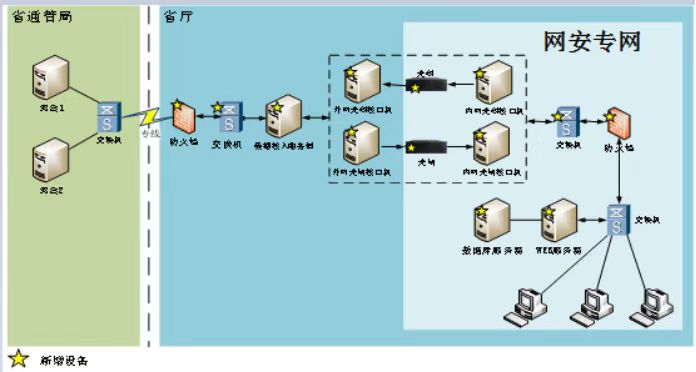 省通管局
省厅
网安专网
外网光闸接口机
光闸
内网光闸接口机
交换机
专线
防火墙
交换机
数据接入服务器
交换机
防火墙
外网光闸接口机
光闸
内网光闸接口机
数据库服务器
WEB服务器
交换机
新增设备